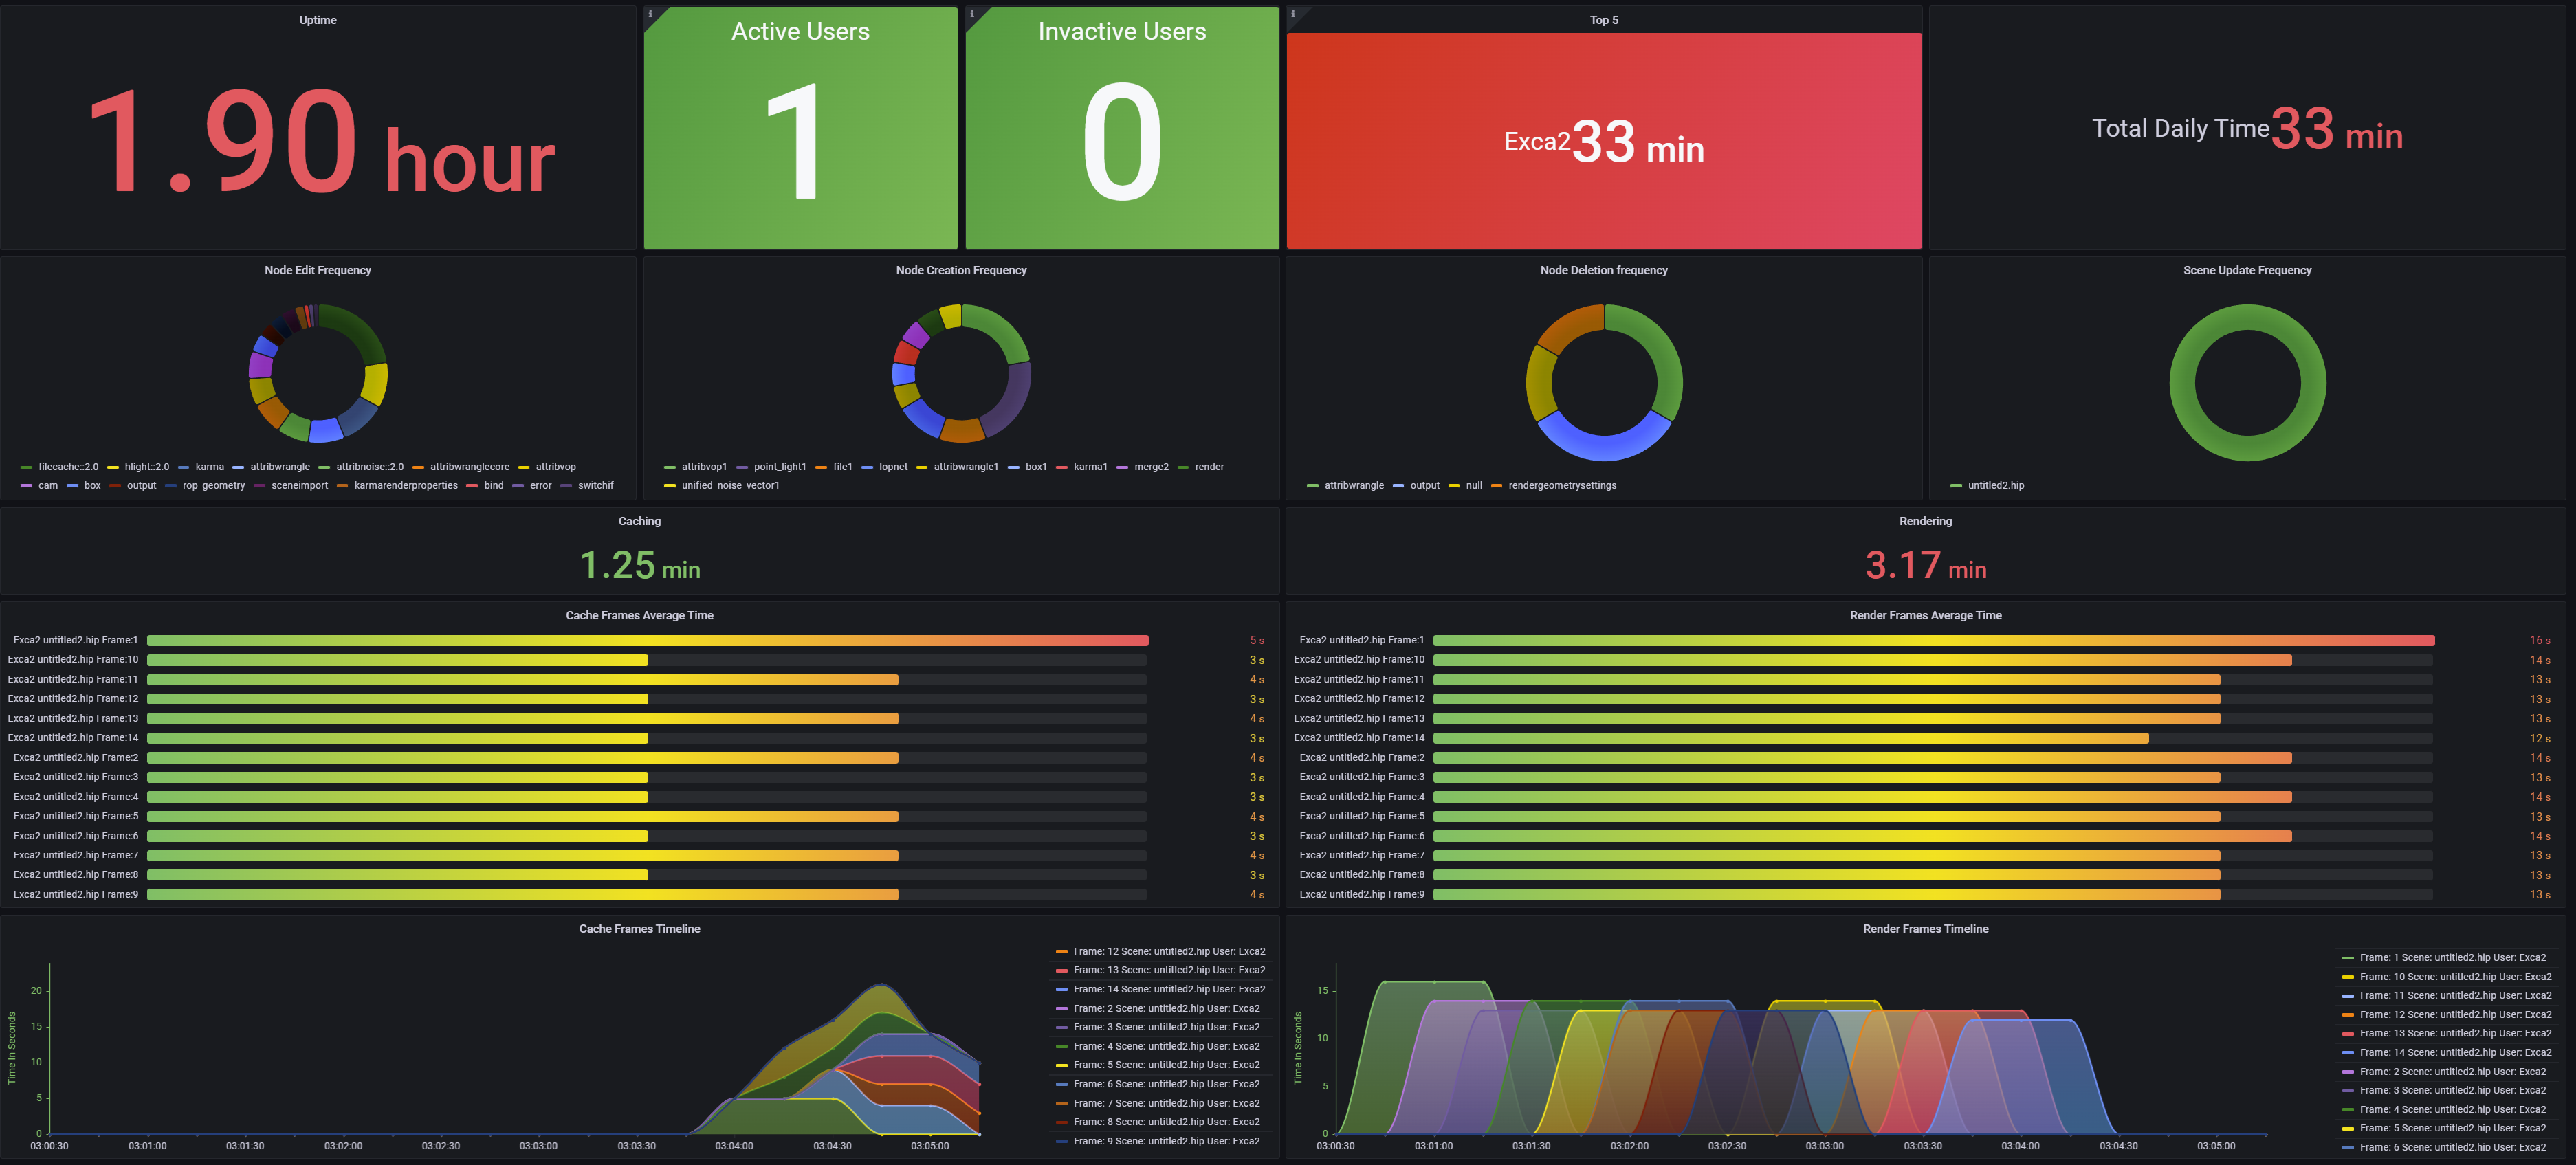 Uptime
1.90 hour
i
Active Users
1
i
Invactive Users
0
i
Top 5
Exca2 33 min
Total Daily Time 33 min
Node Edit Frequency
filecache::2.0 hlight::2.0 karma attribwrangle attribnoise::2.0 attribwranglecore attribvop
cam box output rop_geometry sceneimport karmarenderproperties bind error switchif
Node Creation Frequency
attribvop1 point_light1 file1 lopnet attribwrangle1 box1 karma1 merge2 render
unified_noise_vector1
Node Deletion frequency
attribwrangle output null rendergeometrysettings
Scene Update Frequency
untitled2.hip
Caching
1.25 min
Rendering
3.17 min
Cache Frames Average Time
Exca2 untitled2.hip Frame:1 5 s
Exca2 untitled2.hip Frame:10 3 s
Exca2 untitled2.hip Frame:11 4 s
Exca2 untitled2.hip Frame:12 3 s
Exca2 untitled2.hip Frame:13 4 s
Exca2 untitled2.hip Frame:14 3 s
Exca2 untitled2.hip Frame:2 4 s
Exca2 untitled2.hip Frame:3 3 s
Exca2 untitled2.hip Frame:4 3 s
Exca2 untitled2.hip Frame:5 4 s
Exca2 untitled2.hip Frame:6 3 s
Exca2 untitled2.hip Frame:7 4 s
Exca2 untitled2.hip Frame:8 3 s
Exca2 untitled2.hip Frame:9 4 s
Render Frames Average Time
Exca2 untitled2.hip Frame:1 16 s
Exca2 untitled2.hip Frame:10 14 s
Exca2 untitled2.hip Frame:11 13 s
Exca2 untitled2.hip Frame:12 13 s
Exca2 untitled2.hip Frame:13 13 s
Exca2 untitled2.hip Frame:14 12 s
Exca2 untitled2.hip Frame:2 14 s
Exca2 untitled2.hip Frame:3 13 s
Exca2 untitled2.hip Frame:4 14 s
Exca2 untitled2.hip Frame:5 13 s
Exca2 untitled2.hip Frame:6 14 s
Exca2 untitled2.hip Frame:7 13 s
Exca2 untitled2.hip Frame:8 13 s
Exca2 untitled2.hip Frame:9 13 s
Cache Frames Timeline
Time In Seconds
20
15
10
5
0
03:00:30 03:01:00 03:01:30 03:02:00 03:02:30 03:03:00 03:03:30 03:04:00 03:04:30 03:05:00
Frame: 12 Scene: untitled2.hip User: Exca2
Frame: 13 Scene: untitled2.hip User: Exca2
Frame: 14 Scene: untitled2.hip User: Exca2
Frame: 2 Scene: untitled2.hip User: Exca2
Frame: 3 Scene: untitled2.hip User: Exca2
Frame: 4 Scene: untitled2.hip User: Exca2
Frame: 5 Scene: untitled2.hip User: Exca2
Frame: 6 Scene: untitled2.hip User: Exca2
Frame: 7 Scene: untitled2.hip User: Exca2
Frame: 8 Scene: untitled2.hip User: Exca2
Frame: 9 Scene: untitled2.hip User: Exca2
Render Frames Timeline
Time In Seconds
15
10
5
0
03:00:30 03:01:00 03:01:30 03:02:00 03:02:30 03:03:00 03:03:30 03:04:00 03:04:30 03:05:00
Frame: 1 Scene: untitled2.hip User: Exca2
Frame: 10 Scene: untitled2.hip User: Exca2
Frame: 11 Scene: untitled2.hip User: Exca2
Frame: 12 Scene: untitled2.hip User: Exca2
Frame: 13 Scene: untitled2.hip User: Exca2
Frame: 14 Scene: untitled2.hip User: Exca2
Frame: 2 Scene: untitled2.hip User: Exca2
Frame: 3 Scene: untitled2.hip User: Exca2
Frame: 4 Scene: untitled2.hip User: Exca2
Frame: 5 Scene: untitled2.hip User: Exca2
Frame: 6 Scene: untitled2.hip User: Exca2